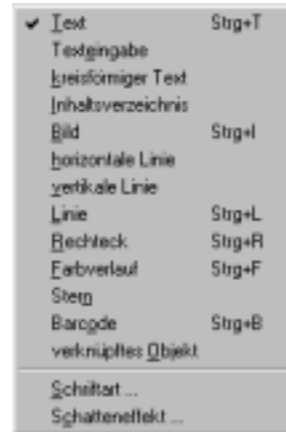 ✔ Text Strg+T
Texteingabe
kreisförmiger Text
Inhaltsverzeichnis
Bild Strg+I
horizontale Linie
vertikale Linie
Linie Strg+L
Rechteck Strg+R
Farbverlauf Strg+F
Stern
Barcode Strg+B
verknüpftes Objekt
Schriftart ...
Schatteneffekt ...